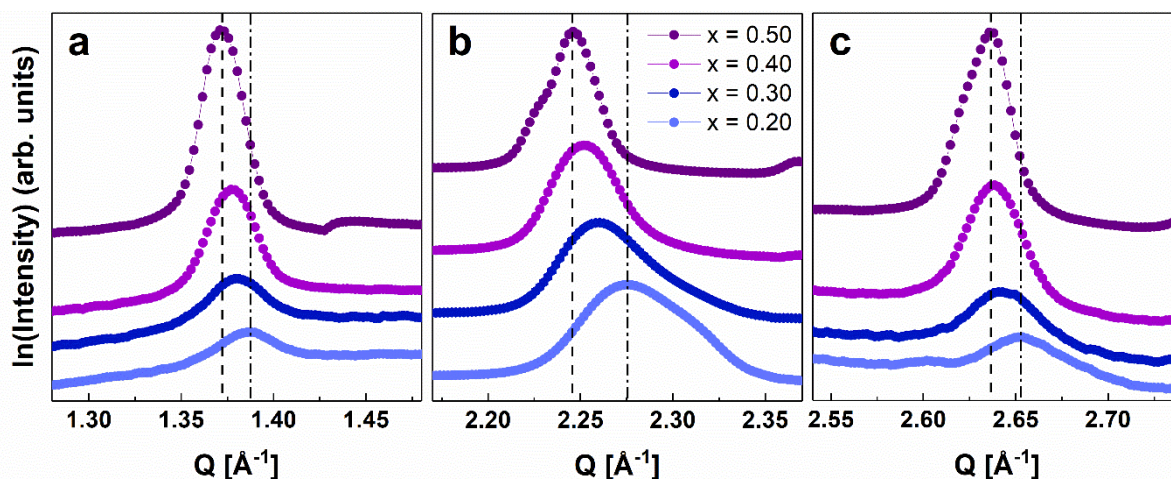 ln(Intensity) (arb. units)
a
b
c
x = 0.50
x = 0.40
x = 0.30
x = 0.20
1.30 1.35 1.40 1.45
2.20 2.25 2.30 2.35
2.55 2.60 2.65 2.70
Q [Å⁻¹]
Q [Å⁻¹]
Q [Å⁻¹]